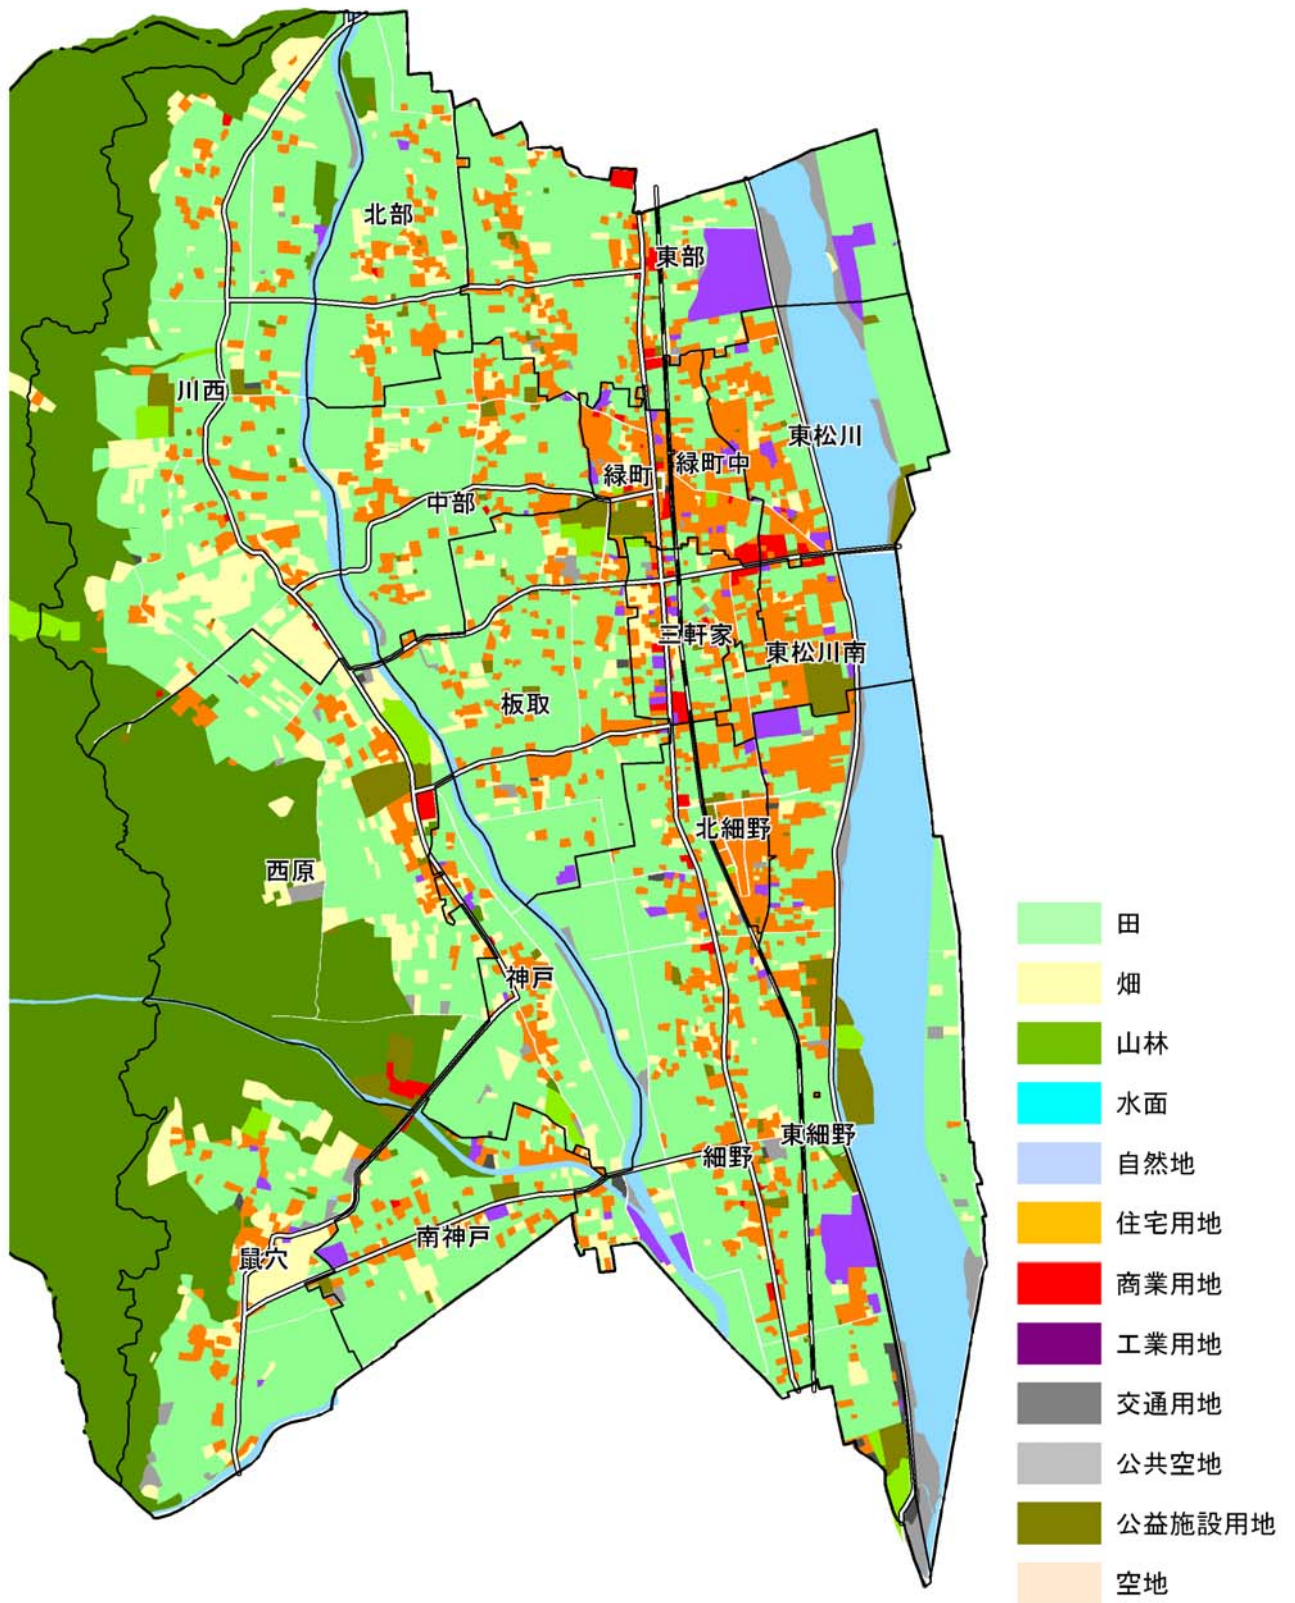 北部
東部
川西
東松川
緑町
緑町中
中部
三軒家
東松川南
板取
北細野
西原
神戸
東細野
細野
南神戸
鼠穴
田
畑
山林
水面
自然地
住宅用地
商業用地
工業用地
交通用地
公共空地
公益施設用地
空地